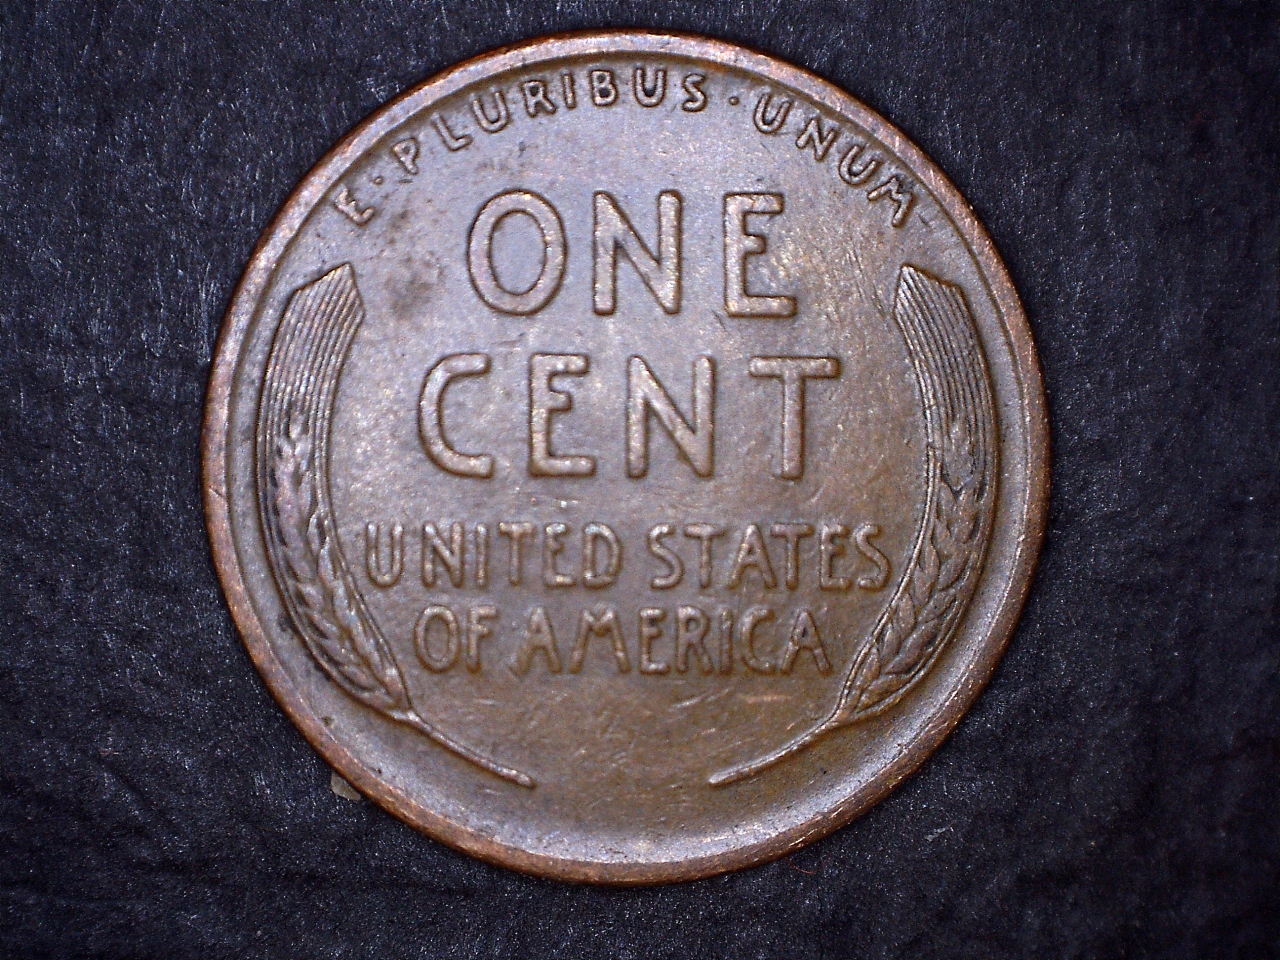 E · PLURIBUS · UNUM
ONE
CENT
UNITED STATES
OF AMERICA